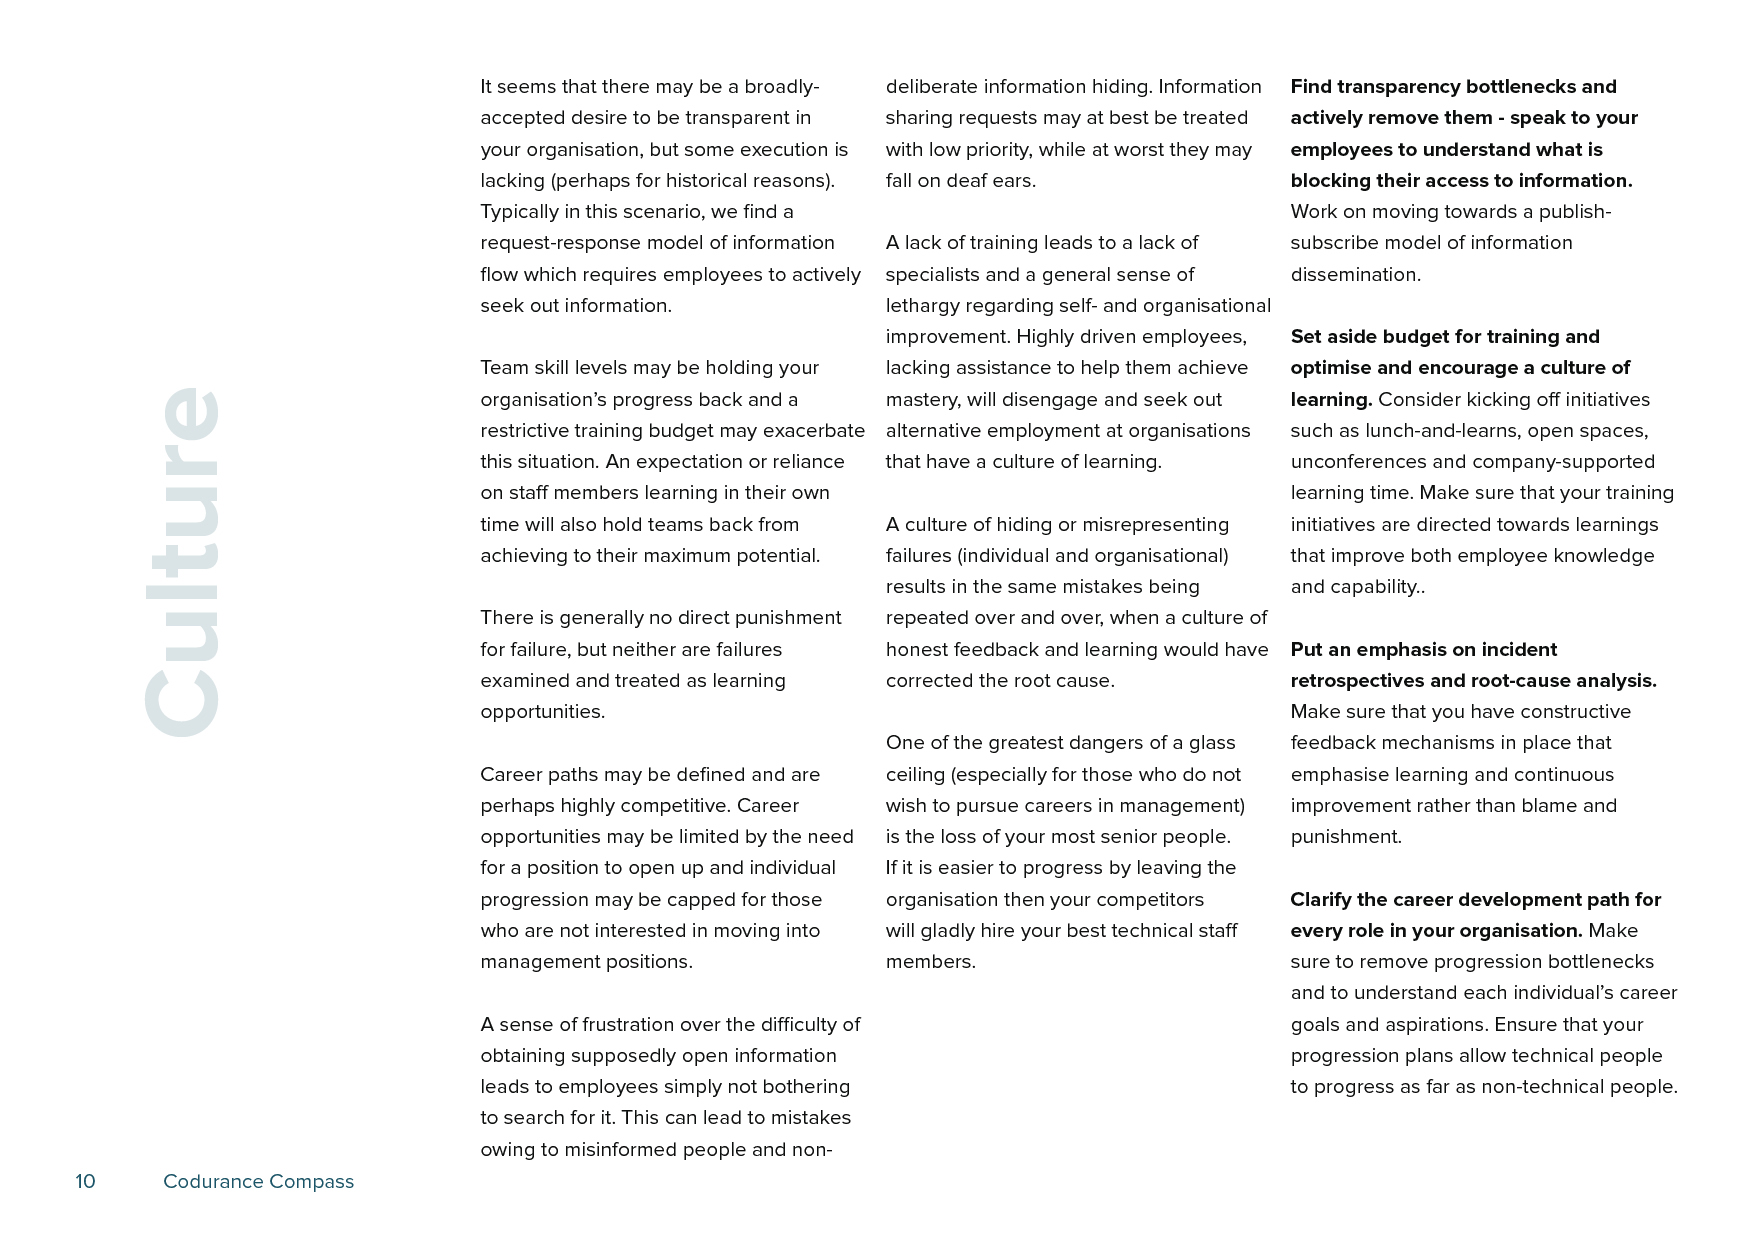 Culture
It seems that there may be a broadly-
accepted desire to be transparent in
your organisation, but some execution is
lacking (perhaps for historical reasons).
Typically in this scenario, we find a
request-response model of information
flow which requires employees to actively
seek out information.
Team skill levels may be holding your
organisation’s progress back and a
restrictive training budget may exacerbate
this situation. An expectation or reliance
on staff members learning in their own
time will also hold teams back from
achieving to their maximum potential.
There is generally no direct punishment
for failure, but neither are failures
examined and treated as learning
opportunities.
Career paths may be defined and are
perhaps highly competitive. Career
opportunities may be limited by the need
for a position to open up and individual
progression may be capped for those
who are not interested in moving into
management positions.
A sense of frustration over the difficulty of
obtaining supposedly open information
leads to employees simply not bothering
to search for it. This can lead to mistakes
owing to misinformed people and non-
deliberate information hiding. Information
sharing requests may at best be treated
with low priority, while at worst they may
fall on deaf ears.
A lack of training leads to a lack of
specialists and a general sense of
lethargy regarding self- and organisational
improvement. Highly driven employees,
lacking assistance to help them achieve
mastery, will disengage and seek out
alternative employment at organisations
that have a culture of learning.
A culture of hiding or misrepresenting
failures (individual and organisational)
results in the same mistakes being
repeated over and over, when a culture of
honest feedback and learning would have
corrected the root cause.
One of the greatest dangers of a glass
ceiling (especially for those who do not
wish to pursue careers in management)
is the loss of your most senior people.
If it is easier to progress by leaving the
organisation then your competitors
will gladly hire your best technical staff
members.
Find transparency bottlenecks and
actively remove them - speak to your
employees to understand what is
blocking their access to information.
Work on moving towards a publish-
subscribe model of information
dissemination.
Set aside budget for training and
optimise and encourage a culture of
learning. Consider kicking off initiatives
such as lunch-and-learns, open spaces,
unconferences and company-supported
learning time. Make sure that your training
initiatives are directed towards learnings
that improve both employee knowledge
and capability..
Put an emphasis on incident
retrospectives and root-cause analysis.
Make sure that you have constructive
feedback mechanisms in place that
emphasise learning and continuous
improvement rather than blame and
punishment.
Clarify the career development path for
every role in your organisation. Make
sure to remove progression bottlenecks
and to understand each individual’s career
goals and aspirations. Ensure that your
progression plans allow technical people
to progress as far as non-technical people.
10 Codurance Compass